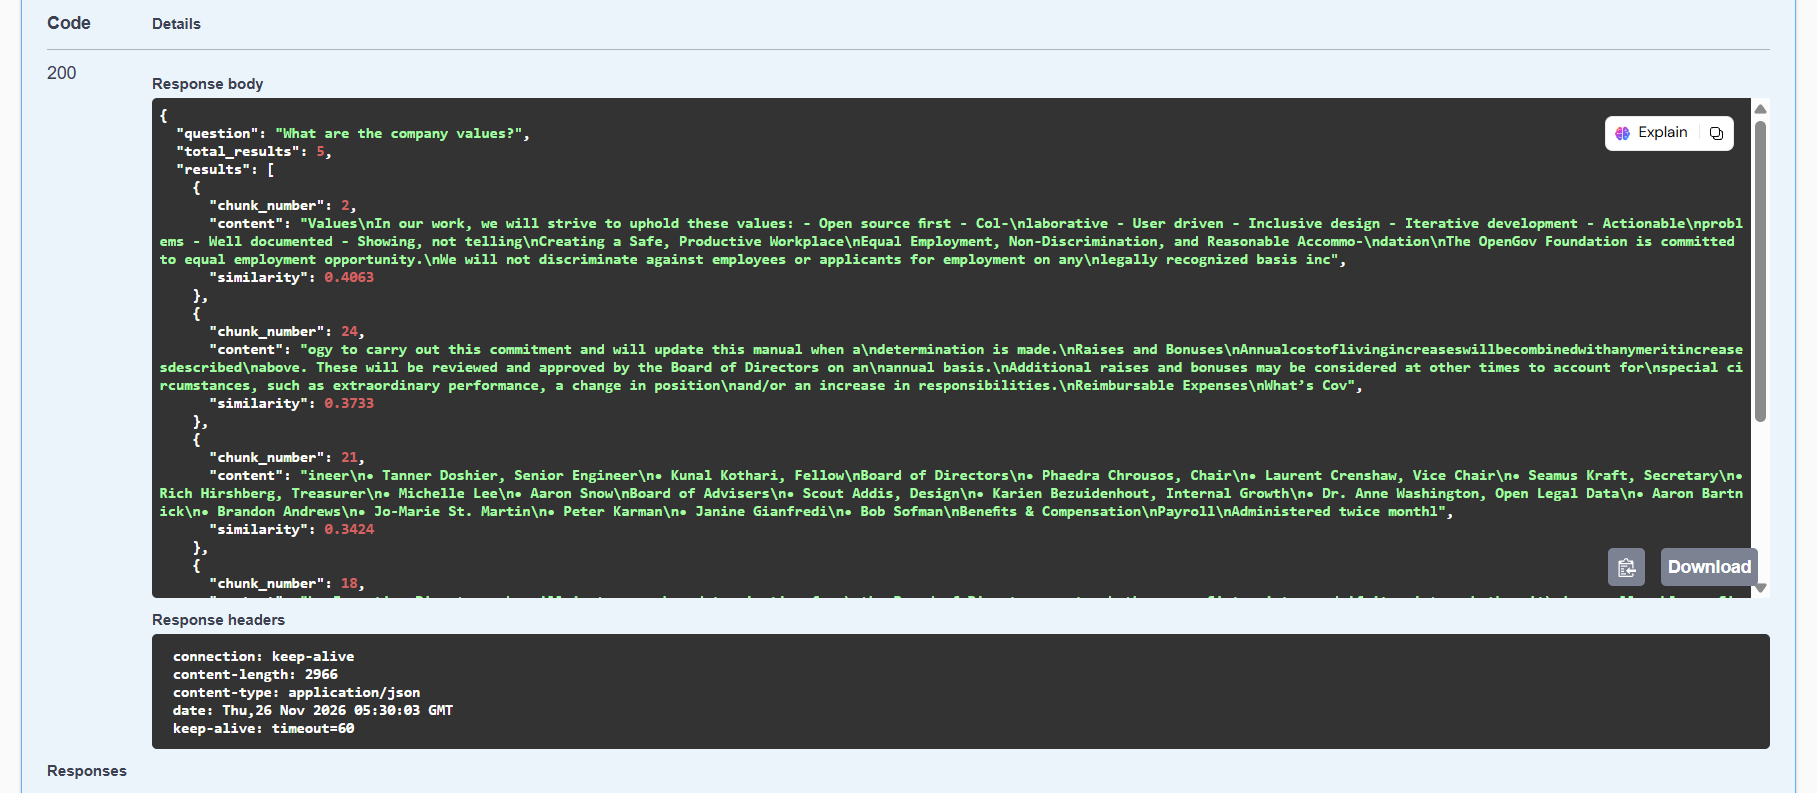 Code Details
200
Response body
{
"question": "What are the company values?",
"total_results": 5,
"results": [
{
"chunk_number": 2,
"content": "Values\nIn our work, we will strive to uphold these values: - Open source first - Col-\nlaborative - User driven - Inclusive design - Iterative development - Actionable\nprobl
ems - Well documented - Showing, not telling\nCreating a Safe, Productive Workplace\nEqual Employment, Non-Discrimination, and Reasonable Accommo-\ndation\nThe OpenGov Foundation is committed
to equal employment opportunity.\nWe will not discriminate against employees or applicants for employment on any\nlegally recognized basis inc",
"similarity": 0.4063
},
{
"chunk_number": 24,
"content": "ogy to carry out this commitment and will update this manual when a\ndetermination is made.\nRaises and Bonuses\nAnnualcostoflivingincreaseswillbecombinedwithanymeritincrease
sdescribed\nabove. These will be reviewed and approved by the Board of Directors on an\nannual basis.\nAdditional raises and bonuses may be considered at other times to account for\nspecial ci
rcumstances, such as extraordinary performance, a change in position\nand/or an increase in responsibilities.\nReimbursable Expenses\nWhat’s Cov",
"similarity": 0.3733
},
{
"chunk_number": 21,
"content": "ineer\n• Tanner Doshier, Senior Engineer\n• Kunal Kothari, Fellow\nBoard of Directors\n• Phaedra Chrousos, Chair\n• Laurent Crenshaw, Vice Chair\n• Seamus Kraft, Secretary\n•
Rich Hirshberg, Treasurer\n• Michelle Lee\n• Aaron Snow\nBoard of Advisers\n• Scout Addis, Design\n• Karien Bezuidenhout, Internal Growth\n• Dr. Anne Washington, Open Legal Data\n• Aaron Bartn
ick\n• Brandon Andrews\n• Jo-Marie St. Martin\n• Peter Karman\n• Janine Gianfredi\n• Bob Sofman\nBenefits & Compensation\nPayroll\nAdministered twice monthl",
"similarity": 0.3424
},
{
"chunk_number": 18,
Explain
Download
Response headers
connection: keep-alive
content-length: 2966
content-type: application/json
date: Thu,26 Nov 2026 05:30:03 GMT
keep-alive: timeout=60
Responses